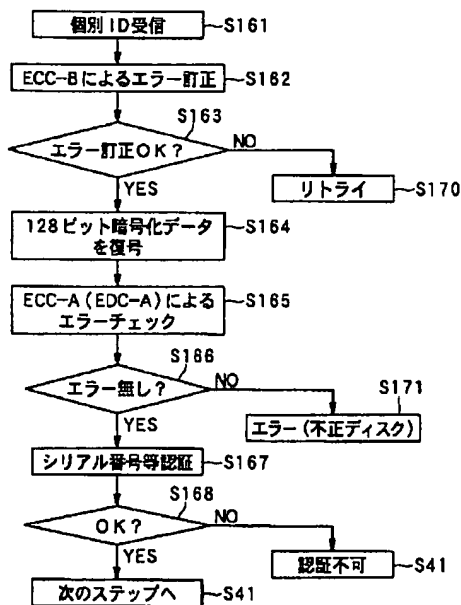 個別ID受信
S161
ECC-Bによるエラー訂正
S162
S163
エラー訂正OK?
NO
YES
リトライ
S170
128ビット暗号化データ
を復号
S164
ECC-A(EDC-A)による
エラーチェック
S165
S166
エラー無し?
NO
YES
S171
エラー(不正ディスク)
シリアル番号等認証
S167
S168
OK?
NO
YES
認証不可
S41
次のステップへ
S41